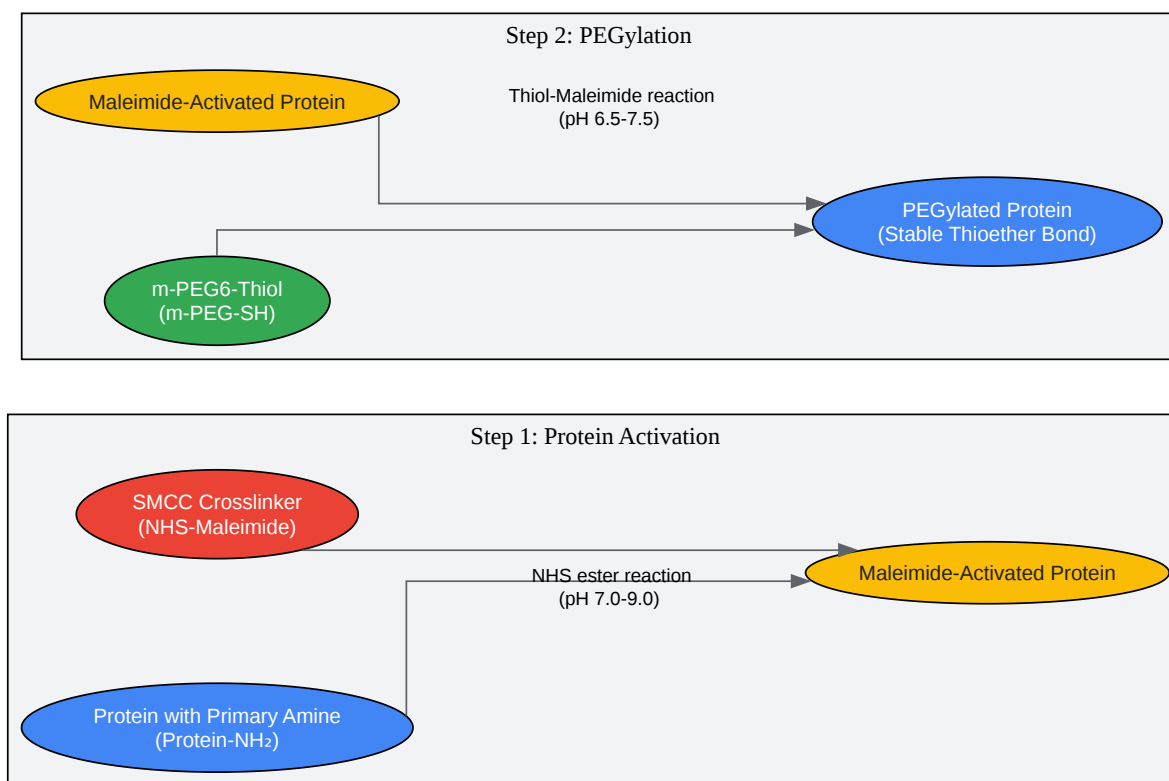 Step 2: PEGylation
Maleimide-Activated Protein
Thiol-Maleimide reaction
(pH 6.5-7.5)
PEGylated Protein
(Stable Thioether Bond)
m-PEG6-Thiol
(m-PEG-SH)
Step 1: Protein Activation
SMCC Crosslinker
(NHS-Maleimide)
NHS ester reaction
(pH 7.0-9.0)
Maleimide-Activated Protein
Protein with Primary Amine
(Protein-NH₂)